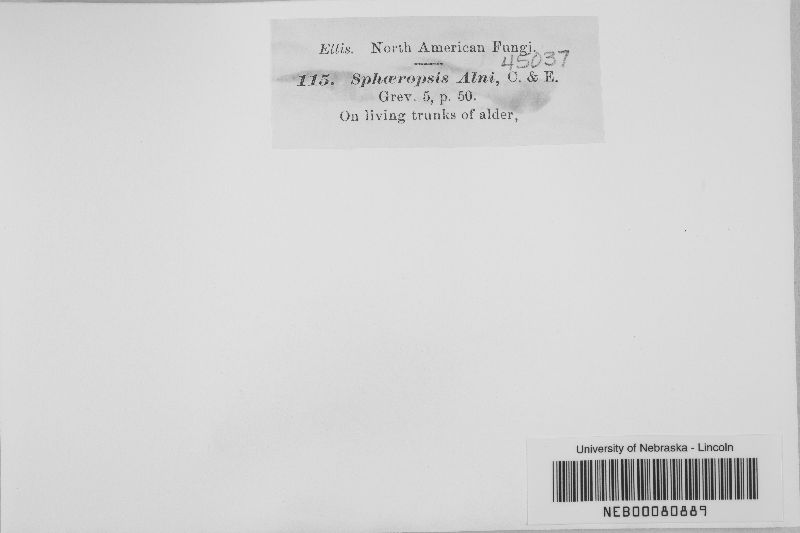 Ellis. North American Fungi.
45037
115. Sphæropsis Alni, C. & E.
Grev. 5, p. 50.
On living trunks of alder,
University of Nebraska - Lincoln
NEB00080889